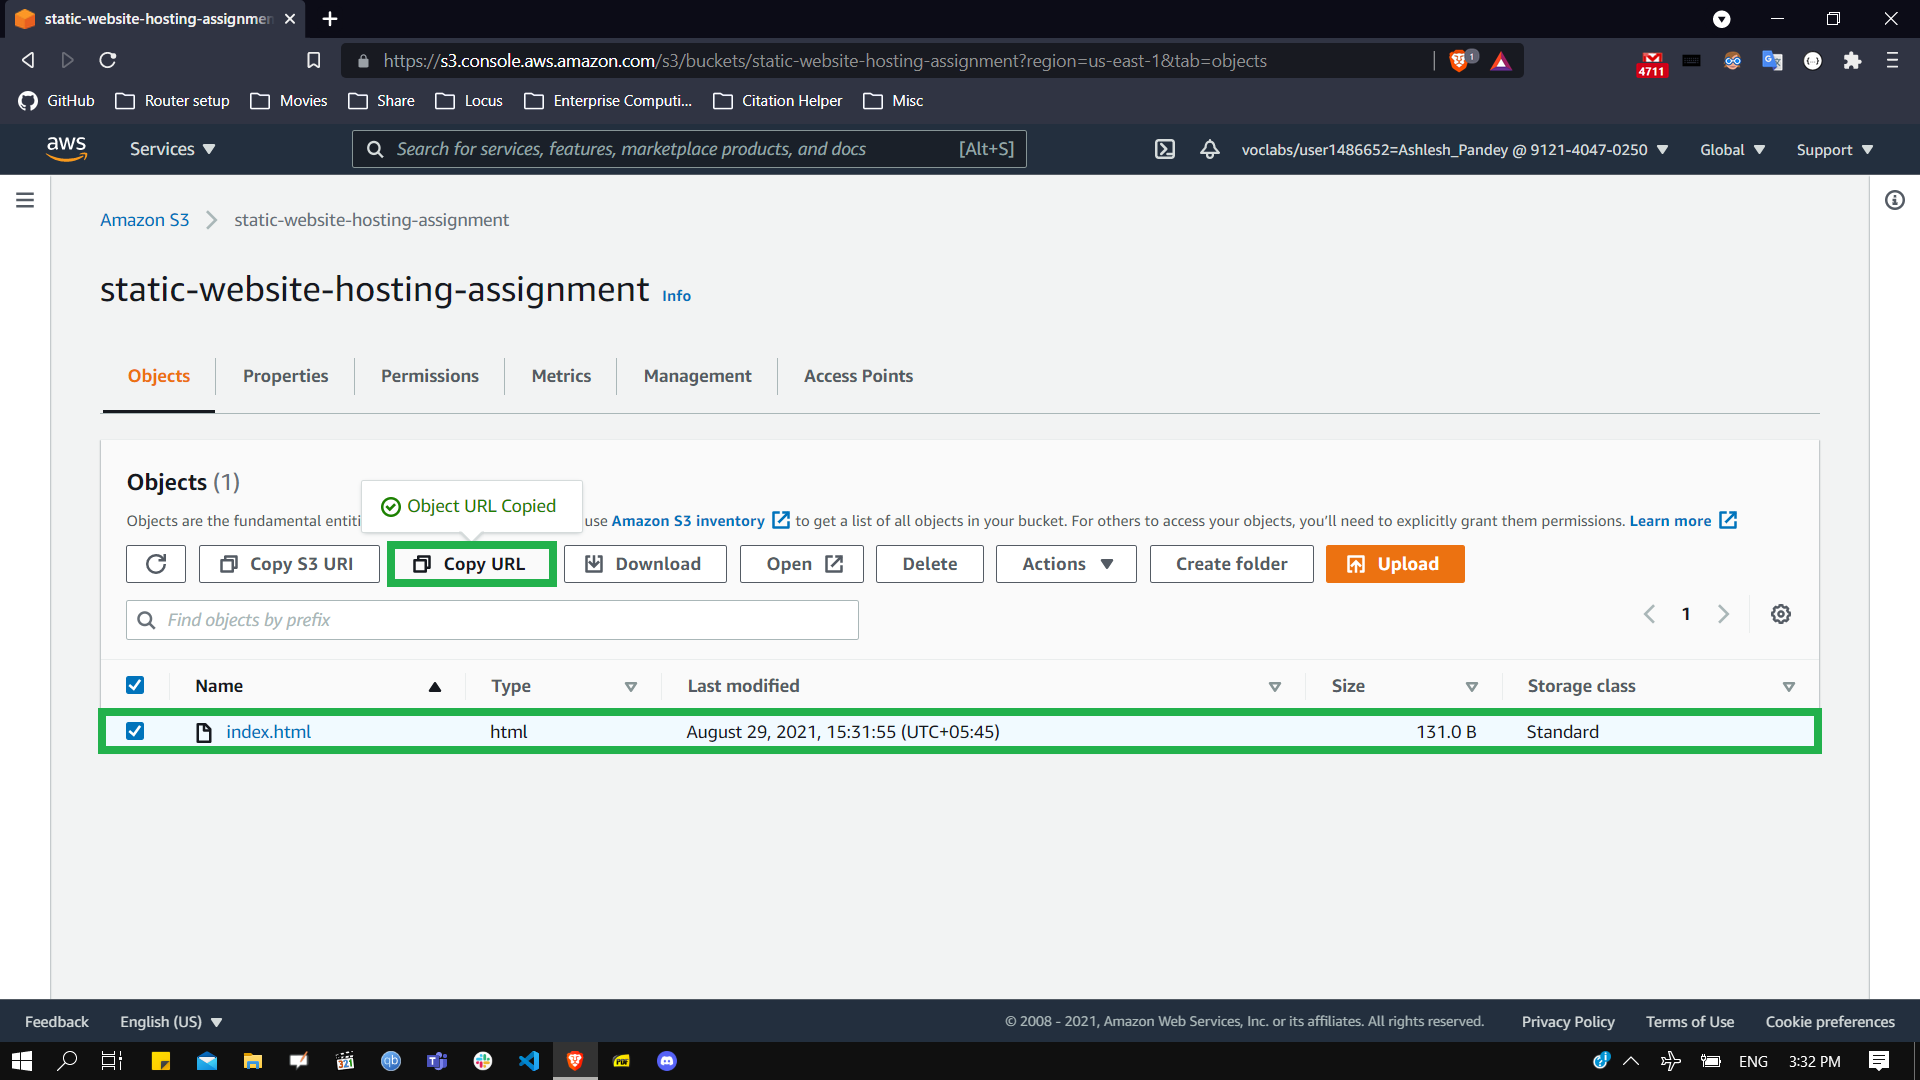 static-website-hosting-assignmen
https://s3.console.aws.amazon.com/s3/buckets/static-website-hosting-assignment?region=us-east-1&tab=objects
1
4711
GitHub Router setup Movies Share Locus Enterprise Computi... Citation Helper Misc
aws Services Search for services, features, marketplace products, and docs [Alt+S] voclabs/user1486652=Ashlesh_Pandey @ 9121-4047-0250 Global Support
Amazon S3 static-website-hosting-assignment
static-website-hosting-assignment Info
Objects Properties Permissions Metrics Management Access Points
Objects (1)
Object URL Copied
Objects are the fundamental entiti use Amazon S3 inventory to get a list of all objects in your bucket. For others to access your objects, you'll need to explicitly grant them permissions. Learn more
Copy S3 URI Copy URL Download Open Delete Actions Create folder Upload
Find objects by prefix 1
Name Type Last modified Size Storage class
index.html html August 29, 2021, 15:31:55 (UTC+05:45) 131.0 B Standard
Feedback English (US) © 2008 - 2021, Amazon Web Services, Inc. or its affiliates. All rights reserved. Privacy Policy Terms of Use Cookie preferences
321 qb PDF ENG 3:32 PM